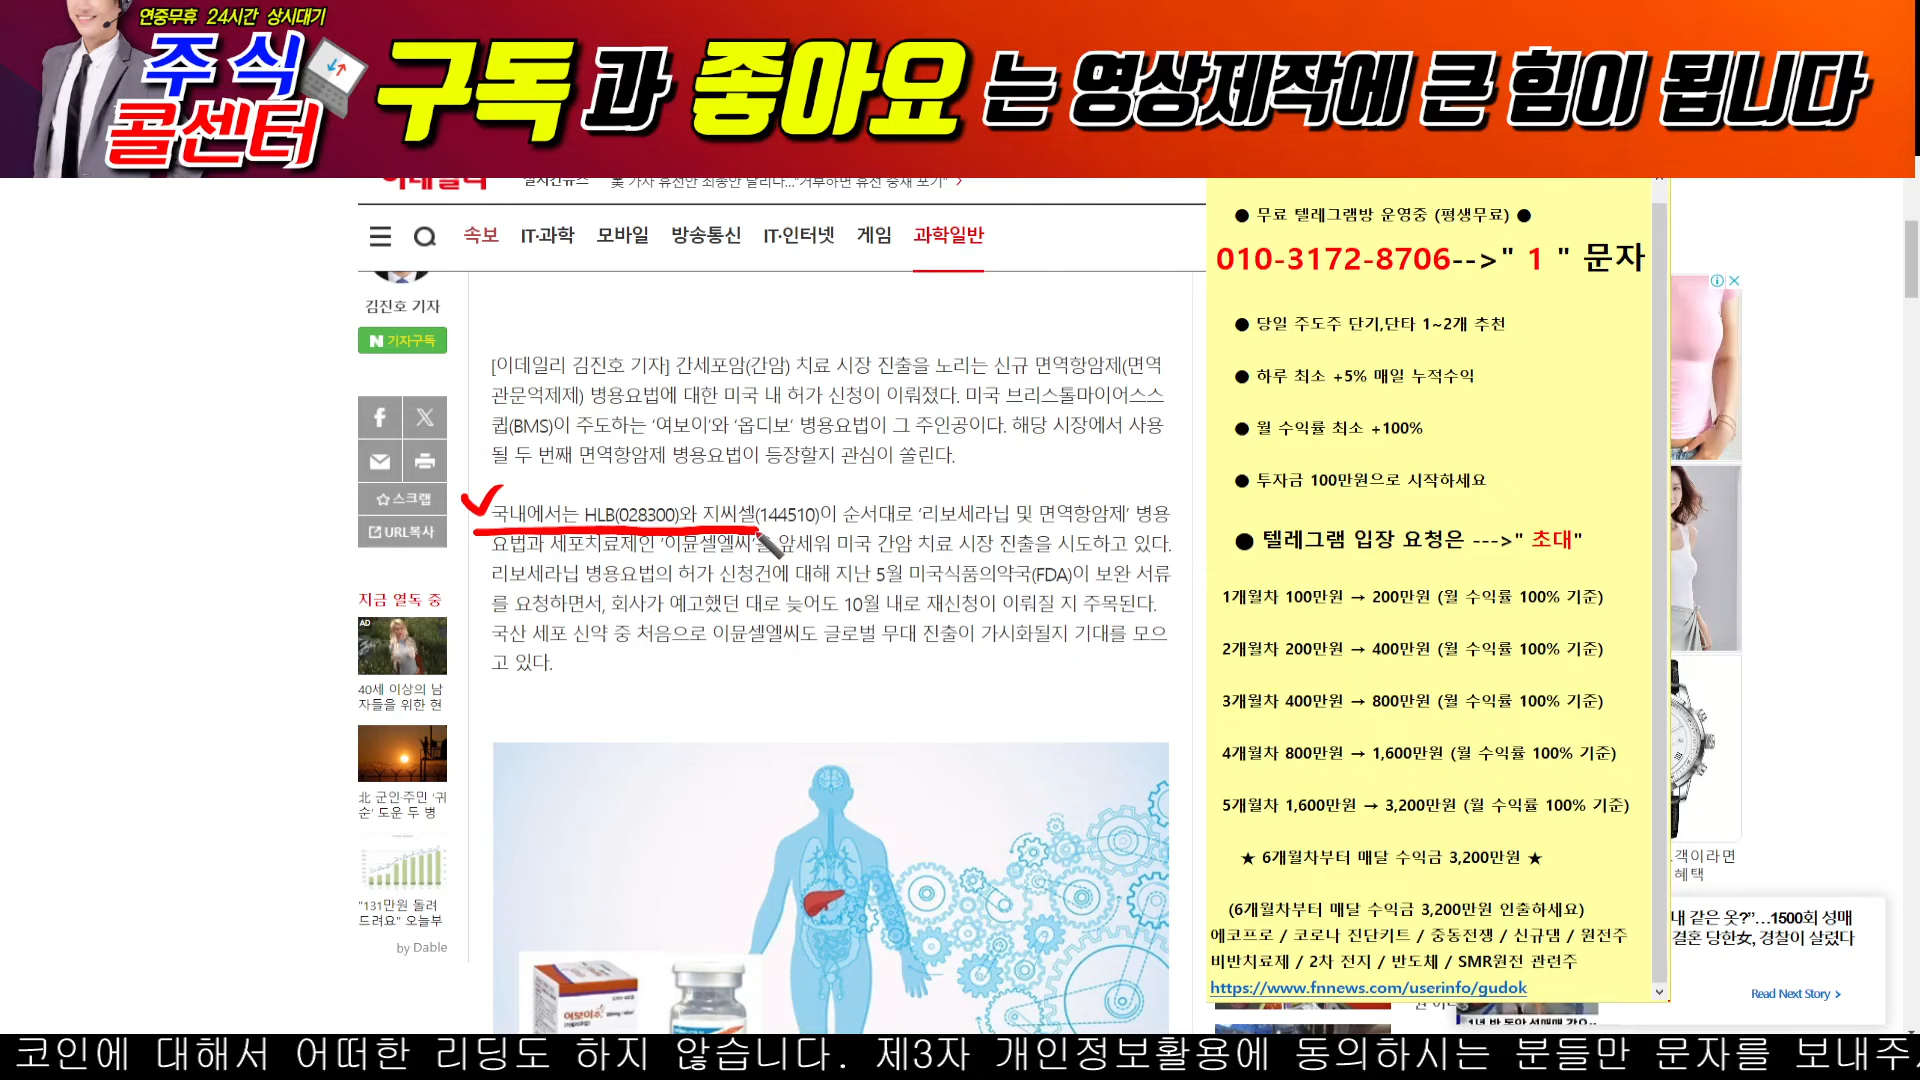 연중무휴 24시간 상시대기
주식
콜센터
구독과 좋아요는 영상제작에 큰 힘이 됩니다
이데일리
실시간뉴스
속보 IT·과학 모바일 방송통신 IT·인터넷 게임 과학일반
김진호 기자
N 기자구독
스크랩
URL복사
[이데일리 김진호 기자] 간세포암(간암) 치료 시장 진출을 노리는 신규 면역항암제(면역
관문억제제) 병용요법에 대한 미국 내 허가 신청이 이뤄졌다. 미국 브리스톨마이어스스
큅(BMS)이 주도하는 ‘여보이’와 ‘옵디보’ 병용요법이 그 주인공이다. 해당 시장에서 사용
될 두 번째 면역항암제 병용요법이 등장할지 관심이 쏠린다.
국내에서는 HLB(028300)와 지씨셀(144510)이 순서대로 ‘리보세라닙 및 면역항암제’ 병용
요법과 세포치료제인 ‘이뮨셀엘씨’를 앞세워 미국 간암 치료 시장 진출을 시도하고 있다.
리보세라닙 병용요법의 허가 신청건에 대해 지난 5월 미국식품의약국(FDA)이 보완 서류
를 요청하면서, 회사가 예고했던 대로 늦어도 10월 내로 재신청이 이뤄질 지 주목된다.
국산 세포 신약 중 처음으로 이뮨셀엘씨도 글로벌 무대 진출이 가시화될지 기대를 모으
고 있다.
지금 열독 중
AD
40세 이상의 남
자들을 위한 현
北 군인·주민 ‘귀
순’ 도운 두 병
"131만원 돌려
드려요" 오늘부
by Dable
여보이주
● 무료 텔레그램방 운영중 (평생무료) ●
010-3172-8706-->" 1 " 문자
● 당일 주도주 단기,단타 1~2개 추천
● 하루 최소 +5% 매일 누적수익
● 월 수익률 최소 +100%
● 투자금 100만원으로 시작하세요
● 텔레그램 입장 요청은 --->" 초대"
1개월차 100만원 → 200만원 (월 수익률 100% 기준)
2개월차 200만원 → 400만원 (월 수익률 100% 기준)
3개월차 400만원 → 800만원 (월 수익률 100% 기준)
4개월차 800만원 → 1,600만원 (월 수익률 100% 기준)
5개월차 1,600만원 → 3,200만원 (월 수익률 100% 기준)
★ 6개월차부터 매달 수익금 3,200만원 ★
(6개월차부터 매달 수익금 3,200만원 인출하세요)
에코프로 / 코로나 진단키트 / 중동전쟁 / 신규댐 / 원전주
비반치료제 / 2차 전지 / 반도체 / SMR원전 관련주
https://www.fnnews.com/userinfo/gudok
객이라면
혜택
내 같은 옷?”…1500회 성매
결혼 당한女, 경찰이 살렸다
Read Next Story
코인에 대해서 어떠한 리딩도 하지 않습니다. 제3자 개인정보활용에 동의하시는 분들만 문자를 보내주